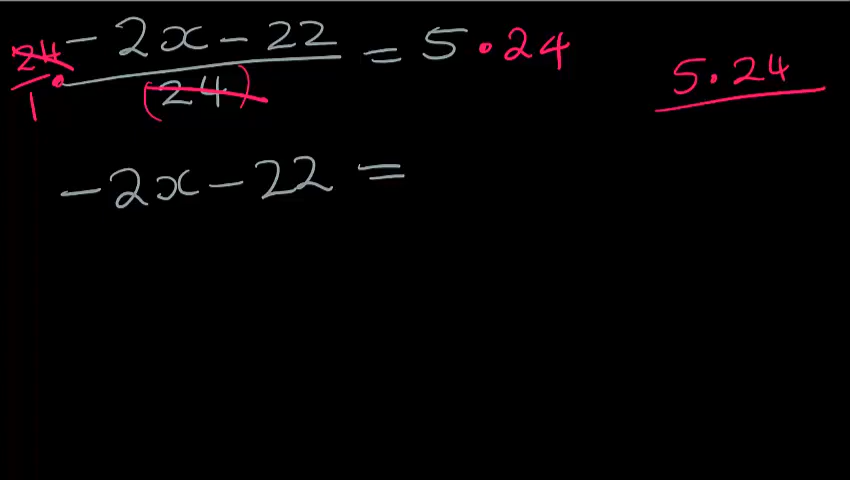 24/1 • (-2x - 22)/(24) = 5 • 24
5 • 24
-2x - 22 =